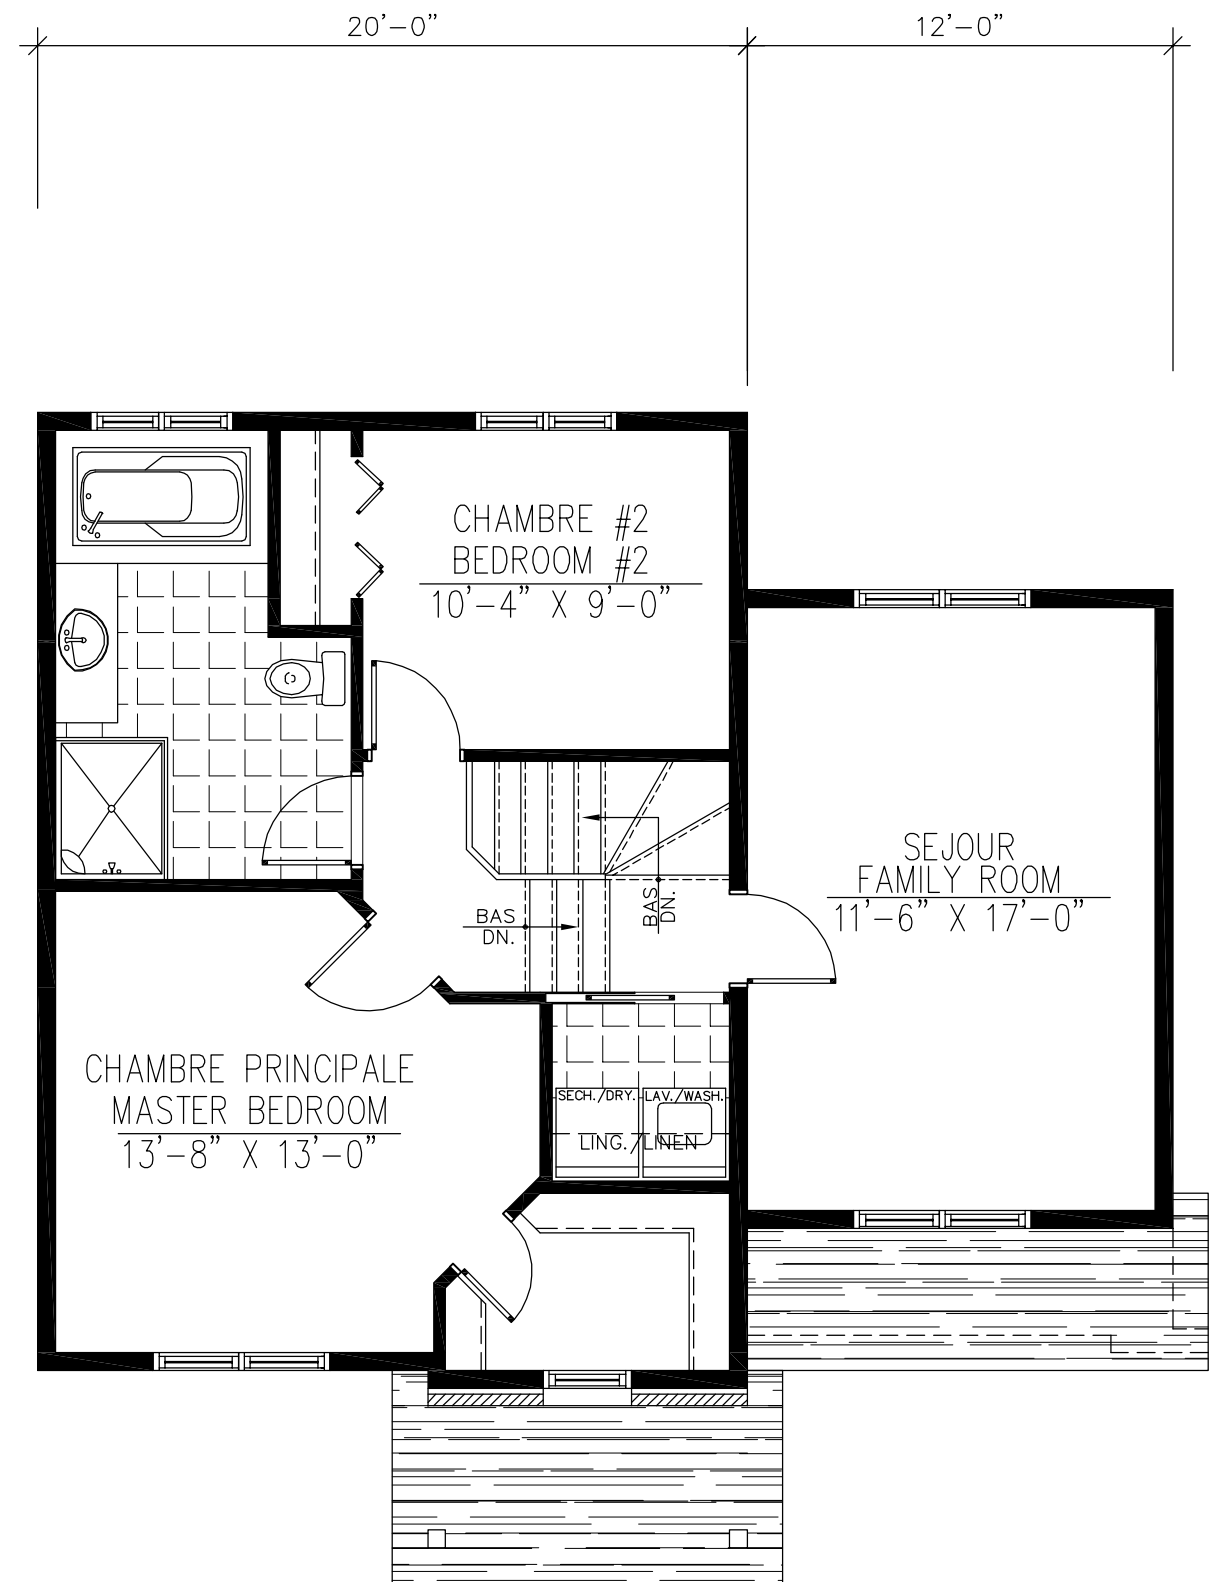 20'-0"
12'-0"
CHAMBRE #2
BEDROOM #2
10'-4" X 9'-0"
SEJOUR
FAMILY ROOM
11'-6" X 17'-0"
BAS
DN.
BAS
DN.
CHAMBRE PRINCIPALE
MASTER BEDROOM
13'-8" X 13'-0"
SECH./DRY. LAV./WASH.
LING./LINEN